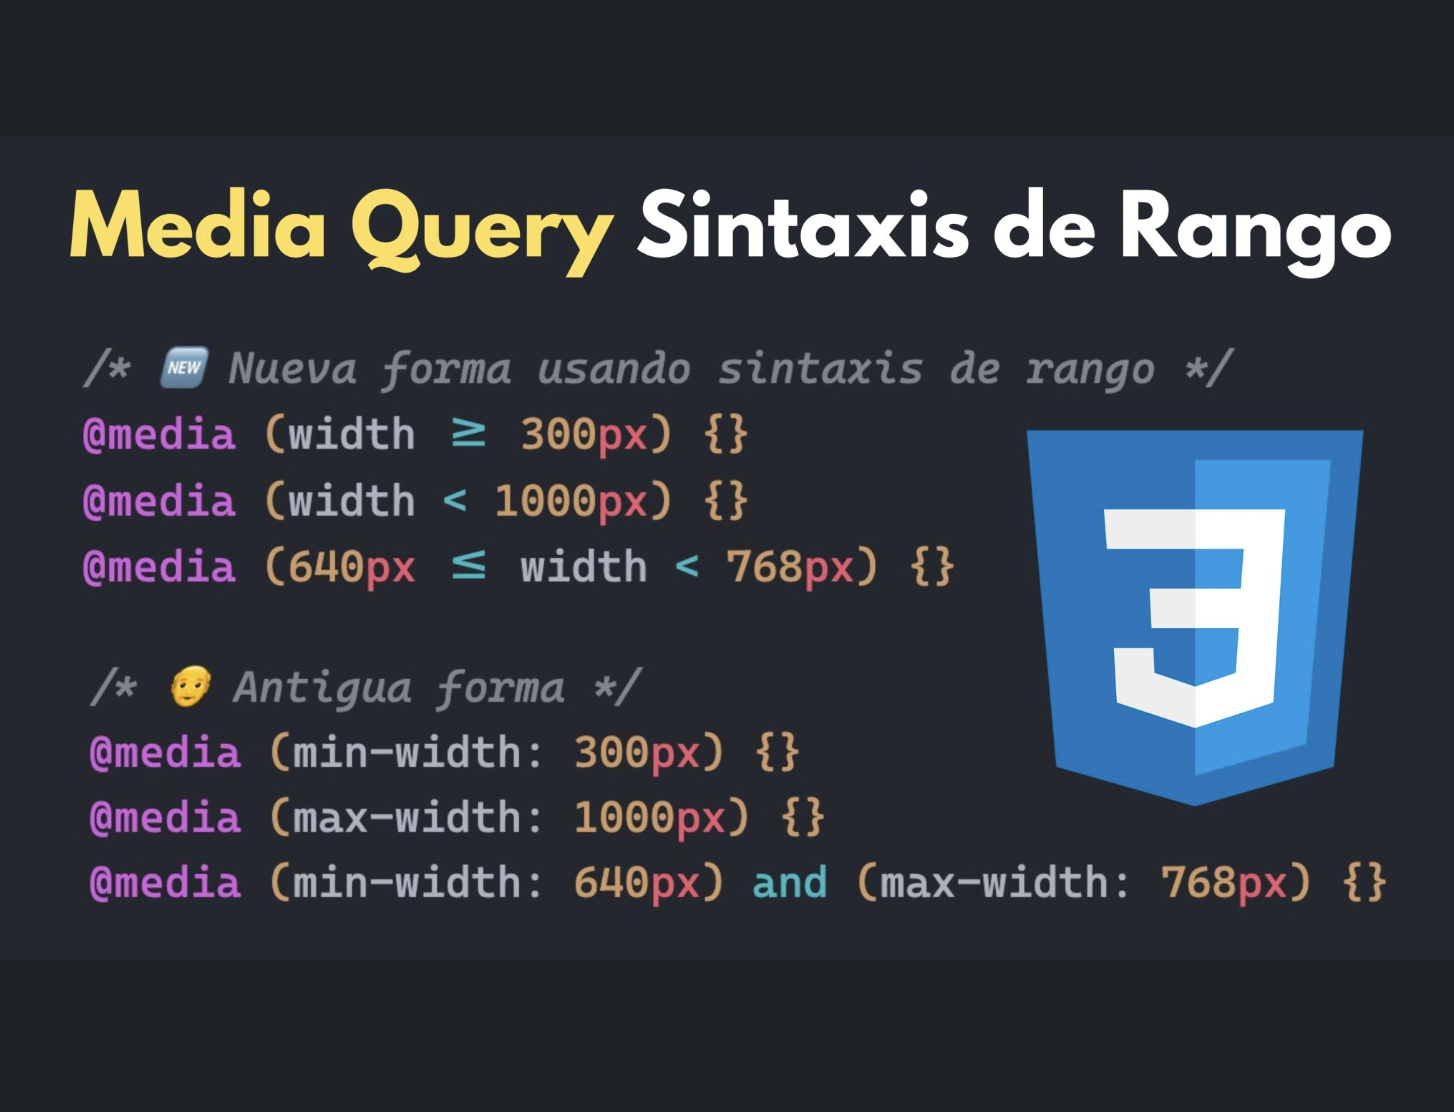 Media Query Sintaxis de Rango
/* 🆕 Nueva forma usando sintaxis de rango */
@media (width ≥ 300px) {}
@media (width < 1000px) {}
@media (640px ≤ width < 768px) {}
/* 👴 Antigua forma */
@media (min-width: 300px) {}
@media (max-width: 1000px) {}
@media (min-width: 640px) and (max-width: 768px) {}